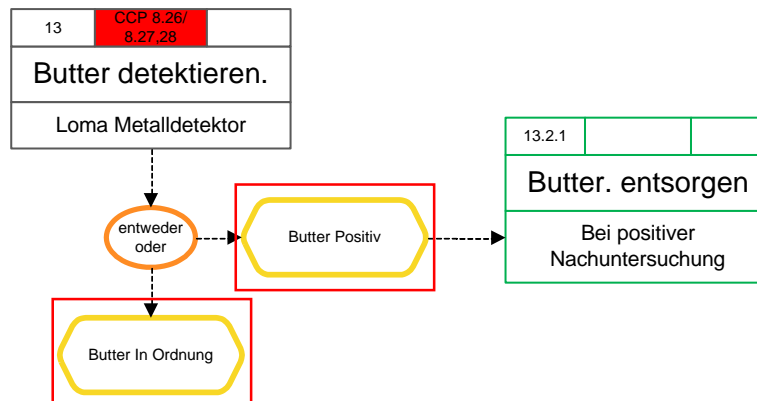 13
CCP 8.26/
8.27,28
Butter detektieren.
Loma Metalldetektor
13.2.1
Butter. entsorgen
Bei positiver
Nachuntersuchung
entweder
oder
Butter Positiv
Butter In Ordnung